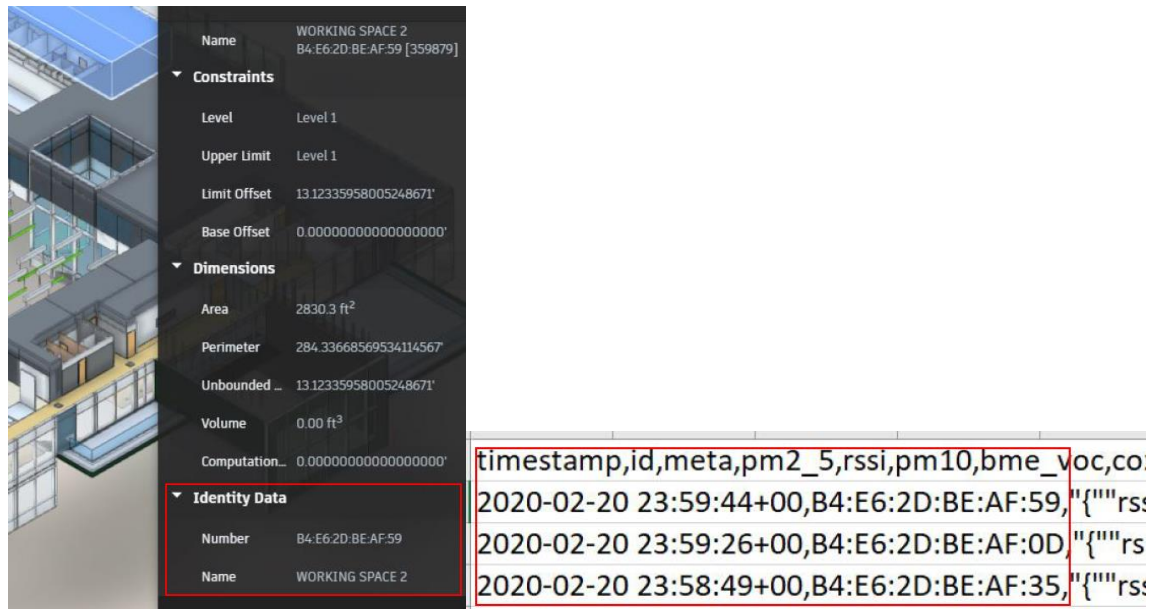 Name WORKING SPACE 2
B4:E6:2D:BE:AF:59 [359879]
Constraints
Level Level 1
Upper Limit Level 1
Limit Offset 13.12335958005248671'
Base Offset 0.00000000000000000'
Dimensions
Area 2830.3 ft²
Perimeter 284.33668569534114567'
Unbounded ... 13.12335958005248671'
Volume 0.00 ft³
Computation... 0.00000000000000000'
Identity Data
Number B4:E6:2D:BE:AF:59
Name WORKING SPACE 2
timestamp,id,meta,pm2_5,rssi,pm10,bme_voc,co
2020-02-20 23:59:44+00,B4:E6:2D:BE:AF:59,"{""rss
2020-02-20 23:59:26+00,B4:E6:2D:BE:AF:0D,"{""rs
2020-02-20 23:58:49+00,B4:E6:2D:BE:AF:35,"{""rss